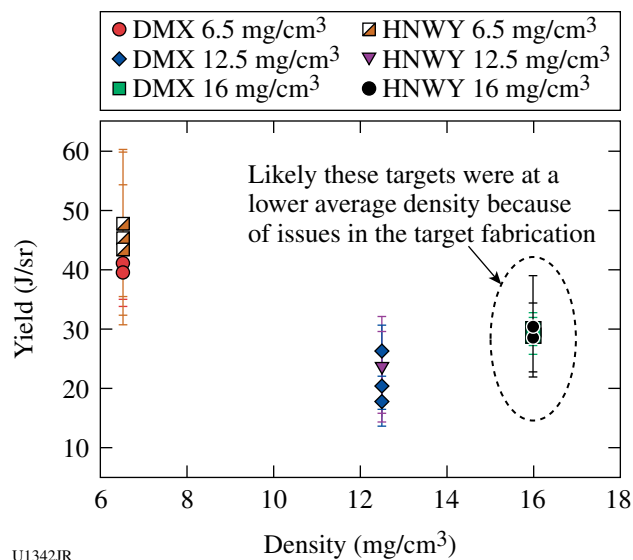 DMX 6.5 mg/cm³ HNWY 6.5 mg/cm³
DMX 12.5 mg/cm³ HNWY 12.5 mg/cm³
DMX 16 mg/cm³ HNWY 16 mg/cm³
60
50
40
30
20
10
Yield (J/sr)
Likely these targets were at a
lower average density because
of issues in the target fabrication
6 8 10 12 14 16 18
Density (mg/cm³)
U1342JR